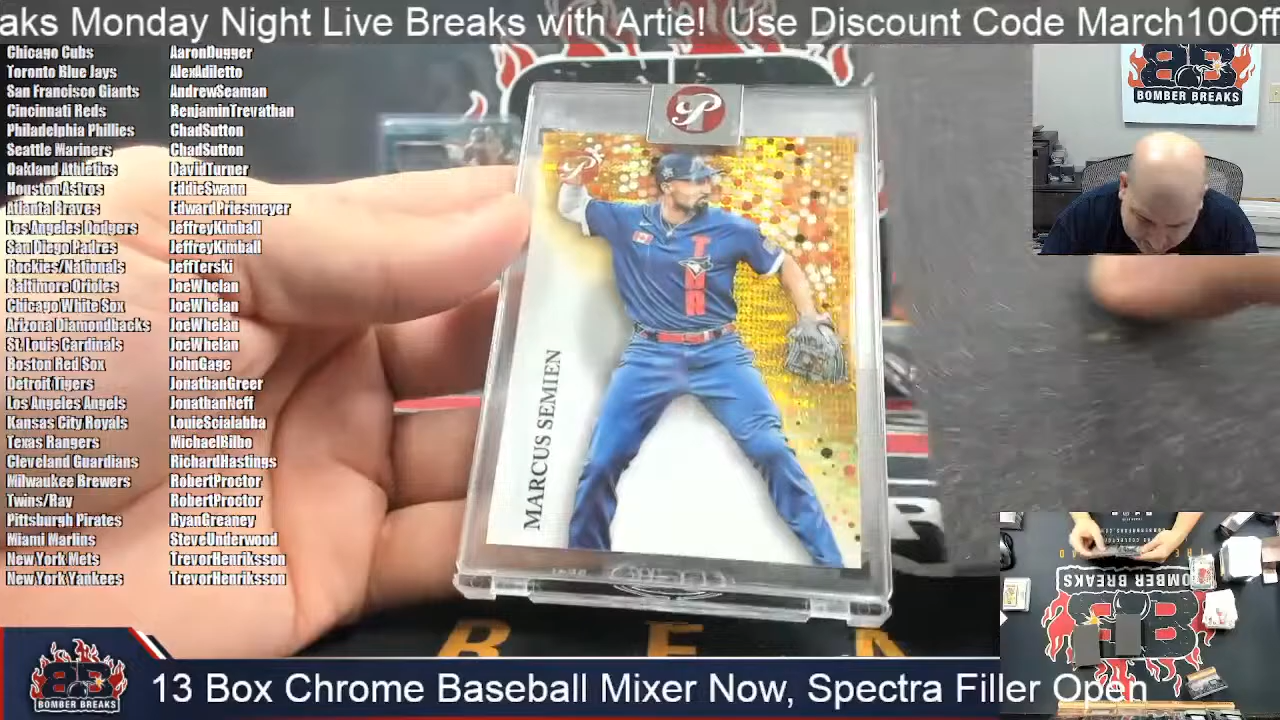 aks Monday Night Live Breaks with Artie! Use Discount Code March10Off
Chicago Cubs AaronDugger
Toronto Blue Jays AlexAdiletto
San Francisco Giants AndrewSeaman
Cincinnati Reds BenjaminTrevathan
Philadelphia Phillies ChadSutton
Seattle Mariners ChadSutton
Oakland Athletics DavidTurner
Houston Astros EddieSwann
Atlanta Braves EdwardPriesmeyer
Los Angeles Dodgers JeffreyKimball
San Diego Padres JeffreyKimball
Rockies/Nationals JeffTerski
Baltimore Orioles JoeWhelan
Chicago White Sox JoeWhelan
Arizona Diamondbacks JoeWhelan
St. Louis Cardinals JoeWhelan
Boston Red Sox JohnGage
Detroit Tigers JonathanGreer
Los Angeles Angels JonathanNeff
Kansas City Royals LouieScialabba
Texas Rangers MichaelBilbo
Cleveland Guardians RichardHastings
Milwaukee Brewers RobertProctor
Twins/Ray RobertProctor
Pittsburgh Pirates RyanGreaney
Miami Marlins SteveUnderwood
New York Mets TrevorHenriksson
New York Yankees TrevorHenriksson
P
TOR
MARCUS SEMIEN
B E R
BB
BOMBER BREAKS
BOMBER BREAKS
BB
BB
BOMBER BREAKS
13 Box Chrome Baseball Mixer Now, Spectra Filler Open